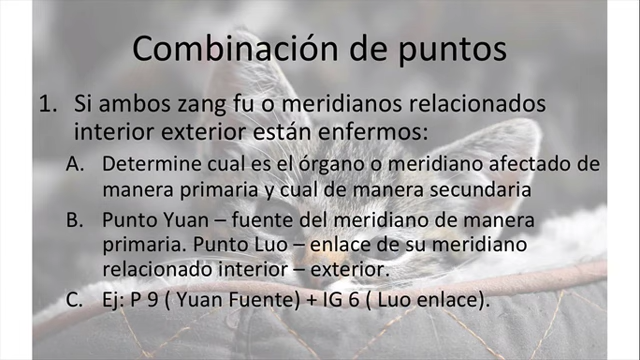 Combinación de puntos
1. Si ambos zang fu o meridianos relacionados
interior exterior están enfermos:
A. Determine cual es el órgano o meridiano afectado de
manera primaria y cual de manera secundaria
B. Punto Yuan – fuente del meridiano de manera
primaria. Punto Luo – enlace de su meridiano
relacionado interior – exterior.
C. Ej: P 9 ( Yuan Fuente) + IG 6 ( Luo enlace).